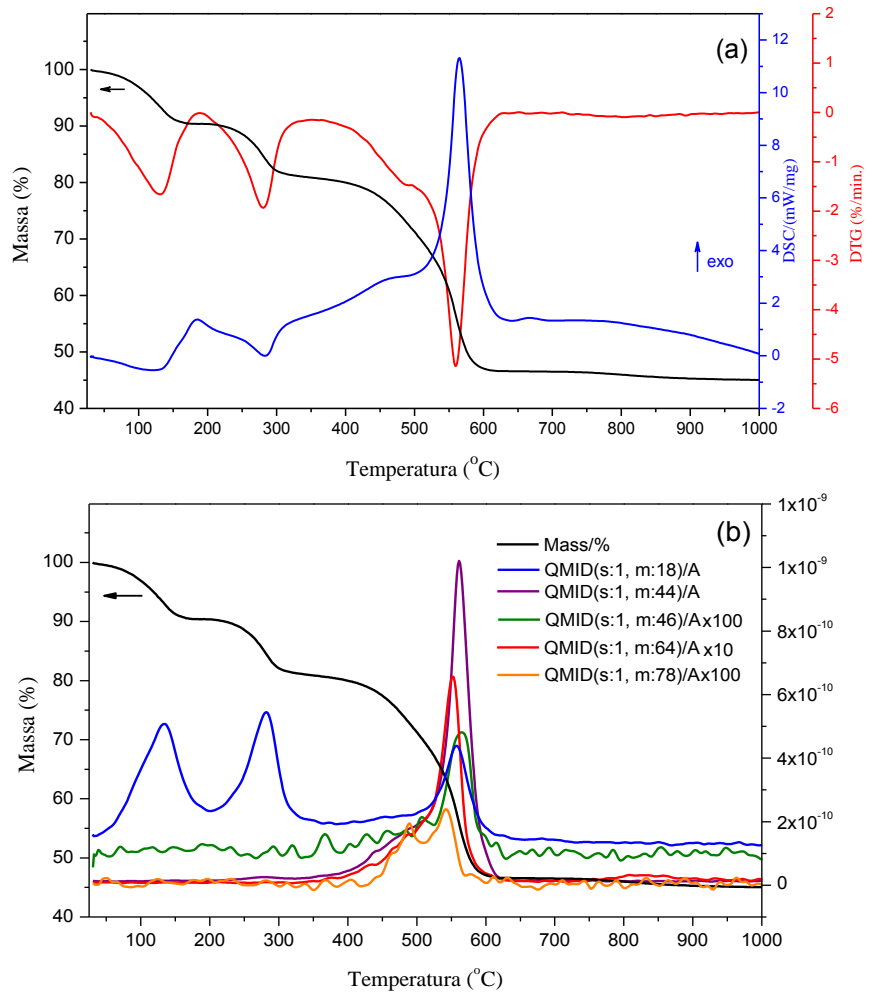 (a)
Massa (%)
100
90
80
70
60
50
40
100 200 300 400 500 600 700 800 900 1000
Temperatura (°C)
12
10
8
6
4
2
0
-2
DSC/(mW/mg)
exo
2
1
0
-1
-2
-3
-4
-5
-6
DTG (%/min.)
(b)
Massa (%)
100
90
80
70
60
50
40
Mass/%
QMID(s:1, m:18)/A
QMID(s:1, m:44)/A
QMID(s:1, m:46)/Ax100
QMID(s:1, m:64)/A x10
QMID(s:1, m:78)/Ax100
1x10⁻⁹
1x10⁻⁹
8x10⁻¹⁰
6x10⁻¹⁰
4x10⁻¹⁰
2x10⁻¹⁰
0
100 200 300 400 500 600 700 800 900 1000
Temperatura (°C)